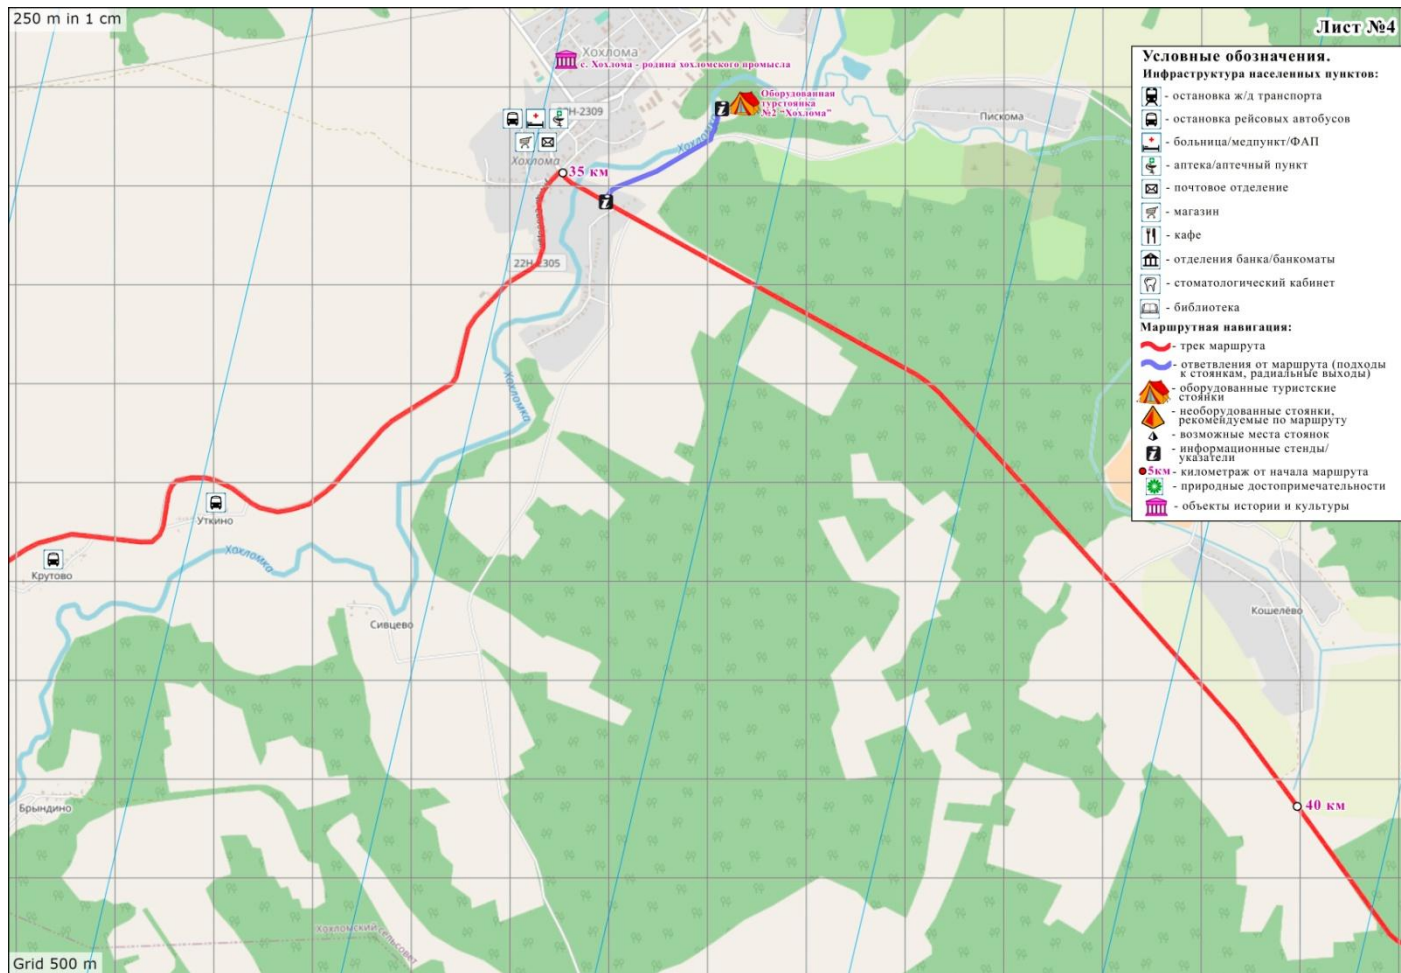 250 m in 1 cm
Лист №4
Хохлома
с. Хохлома - родина хохломского промысла
Оборудованная
турстоянка
№2 "Хохлома"
22Н-2309
Хохлома
Хохломка
Пискома
35 км
22Н-2305
Хохломка
Уткино
Хохломка
Крутово
Сивцево
Кошелёво
Брындино
40 км
Хохломский сельсовет
Grid 500 m
Условные обозначения.
Инфраструктура населенных пунктов:
- остановка ж/д транспорта
- остановка рейсовых автобусов
- больница/медпункт/ФАП
- аптека/аптечный пункт
- почтовое отделение
- магазин
- кафе
- отделения банка/банкоматы
- стоматологический кабинет
- библиотека
Маршрутная навигация:
- трек маршрута
- ответвления от маршрута (подходы
к стоянкам, радиальные выходы)
- оборудованные туристские
стоянки
- необорудованные стоянки,
рекомендуемые по маршруту
- возможные места стоянок
- информационные стенды/
указатели
5км - километраж от начала маршрута
- природные достопримечательности
- объекты истории и культуры